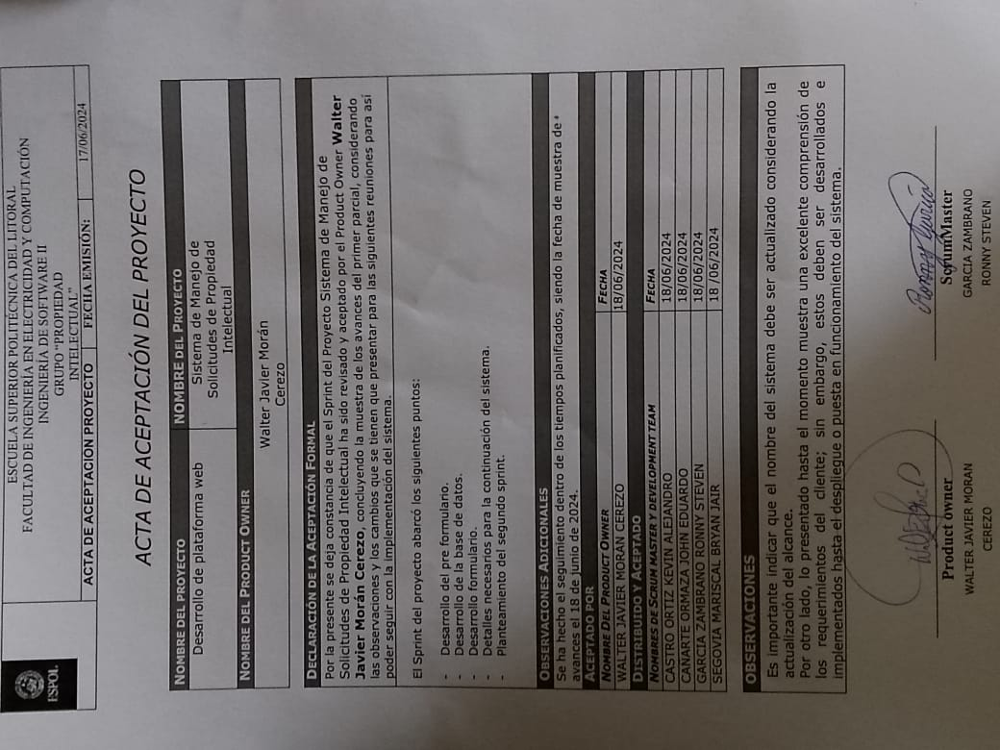 ESPOL
ESCUELA SUPERIOR POLITÉCNICA DEL LITORAL
FACULTAD DE INGENIERÍA EN ELECTRICIDAD Y COMPUTACIÓN
INGENIERÍA DE SOFTWARE II
GRUPO "PROPIEDAD
INTELECTUAL"
ACTA DE ACEPTACION PROYECTO FECHA EMISIÓN: 17/06/2024
ACTA DE ACEPTACIÓN DEL PROYECTO
NOMBRE DEL PROYECTO NOMBRE DEL PROYECTO
Desarrollo de plataforma web Sistema de Manejo de
Solicitudes de Propiedad
Intelectual
NOMBRE DEL PRODUCT OWNER
Walter Javier Morán
Cerezo
DECLARACIÓN DE LA ACEPTACIÓN FORMAL
Por la presente se deja constancia de que el Sprint del Proyecto Sistema de Manejo de
Solicitudes de Propiedad Intelectual ha sido revisado y aceptado por el Product Owner Walter
Javier Morán Cerezo, concluyendo la muestra de los avances del primer parcial, considerando
las observaciones y los cambios que se tienen que presentar para las siguientes reuniones para así
poder seguir con la implementación del sistema.
El Sprint del proyecto abarcó los siguientes puntos:
- Desarrollo del pre formulario.
- Desarrollo de la base de datos.
- Desarrollo formulario.
- Detalles necesarios para la continuación del sistema.
- Planteamiento del segundo sprint.
OBSERVACIONES ADICIONALES
Se ha hecho el seguimiento dentro de los tiempos planificados, siendo la fecha de muestra de
avances el 18 de junio de 2024.
ACEPTADO POR
NOMBRE DEL PRODUCT OWNER FECHA
WALTER JAVIER MORAN CEREZO 18/06/2024
DISTRIBUIDO Y ACEPTADO
NOMBRES DE SCRUM MASTER Y DEVELOPMENT TEAM FECHA
CASTRO ORTIZ KEVIN ALEJANDRO 18/06/2024
CANARTE ORMAZA JOHN EDUARDO 18/06/2024
GARCIA ZAMBRANO RONNY STEVEN 18/06/2024
SEGOVIA MARISCAL BRYAN JAIR 18 /06/2024
OBSERVACIONES
Es importante indicar que el nombre del sistema debe ser actualizado considerando la
actualización del alcance.
Por otro lado, lo presentado hasta el momento muestra una excelente comprensión de
los requerimientos del cliente; sin embargo, estos deben ser desarrollados e
implementados hasta el despliegue o puesta en funcionamiento del sistema.
Ronny García
Product owner ScrumMaster
WALTER JAVIER MORAN GARCIA ZAMBRANO
CEREZO RONNY STEVEN